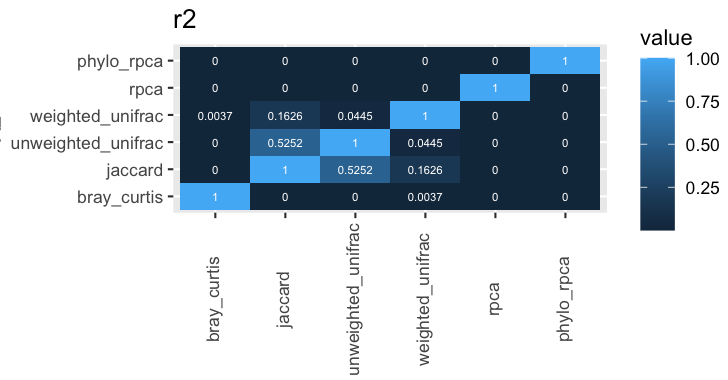 r2
phylo_rpca 0 0 0 0 0 1
rpca 0 0 0 0 1 0
weighted_unifrac 0.0037 0.1626 0.0445 1 0 0
unweighted_unifrac 0 0.5252 1 0.0445 0 0
jaccard 0 1 0.5252 0.1626 0 0
bray_curtis 1 0 0 0.0037 0 0
bray_curtis
jaccard
unweighted_unifrac
weighted_unifrac
rpca
phylo_rpca
value
1.00
0.75
0.50
0.25